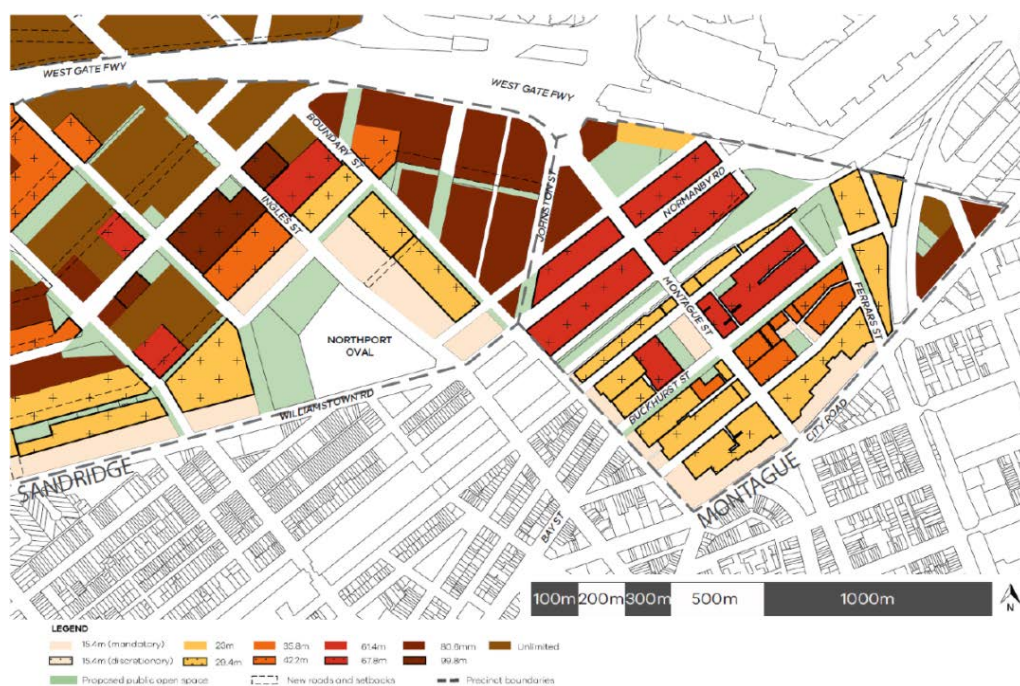 WEST GATE FWY
WEST GATE FWY
BOUNDARY ST
INGLES ST
JOHNSTON ST
NORMANBY RD
MONTAGUE ST
FERRARS ST
NORTHPORT
OVAL
BUCKHURST ST
WILLIAMSTOWN RD
CITY ROAD
SANDRIDGE
MONTAGUE
BAY ST
100m 200m 300m 500m 1000m
N
LEGEND
15.4m (mandatory) 23m 35.8m 61.4m 80.6mm Unlimited
15.4m (discretionary) 29.4m 42.2m 67.8m 99.8m
Proposed public open space New roads and setbacks Precinct boundaries